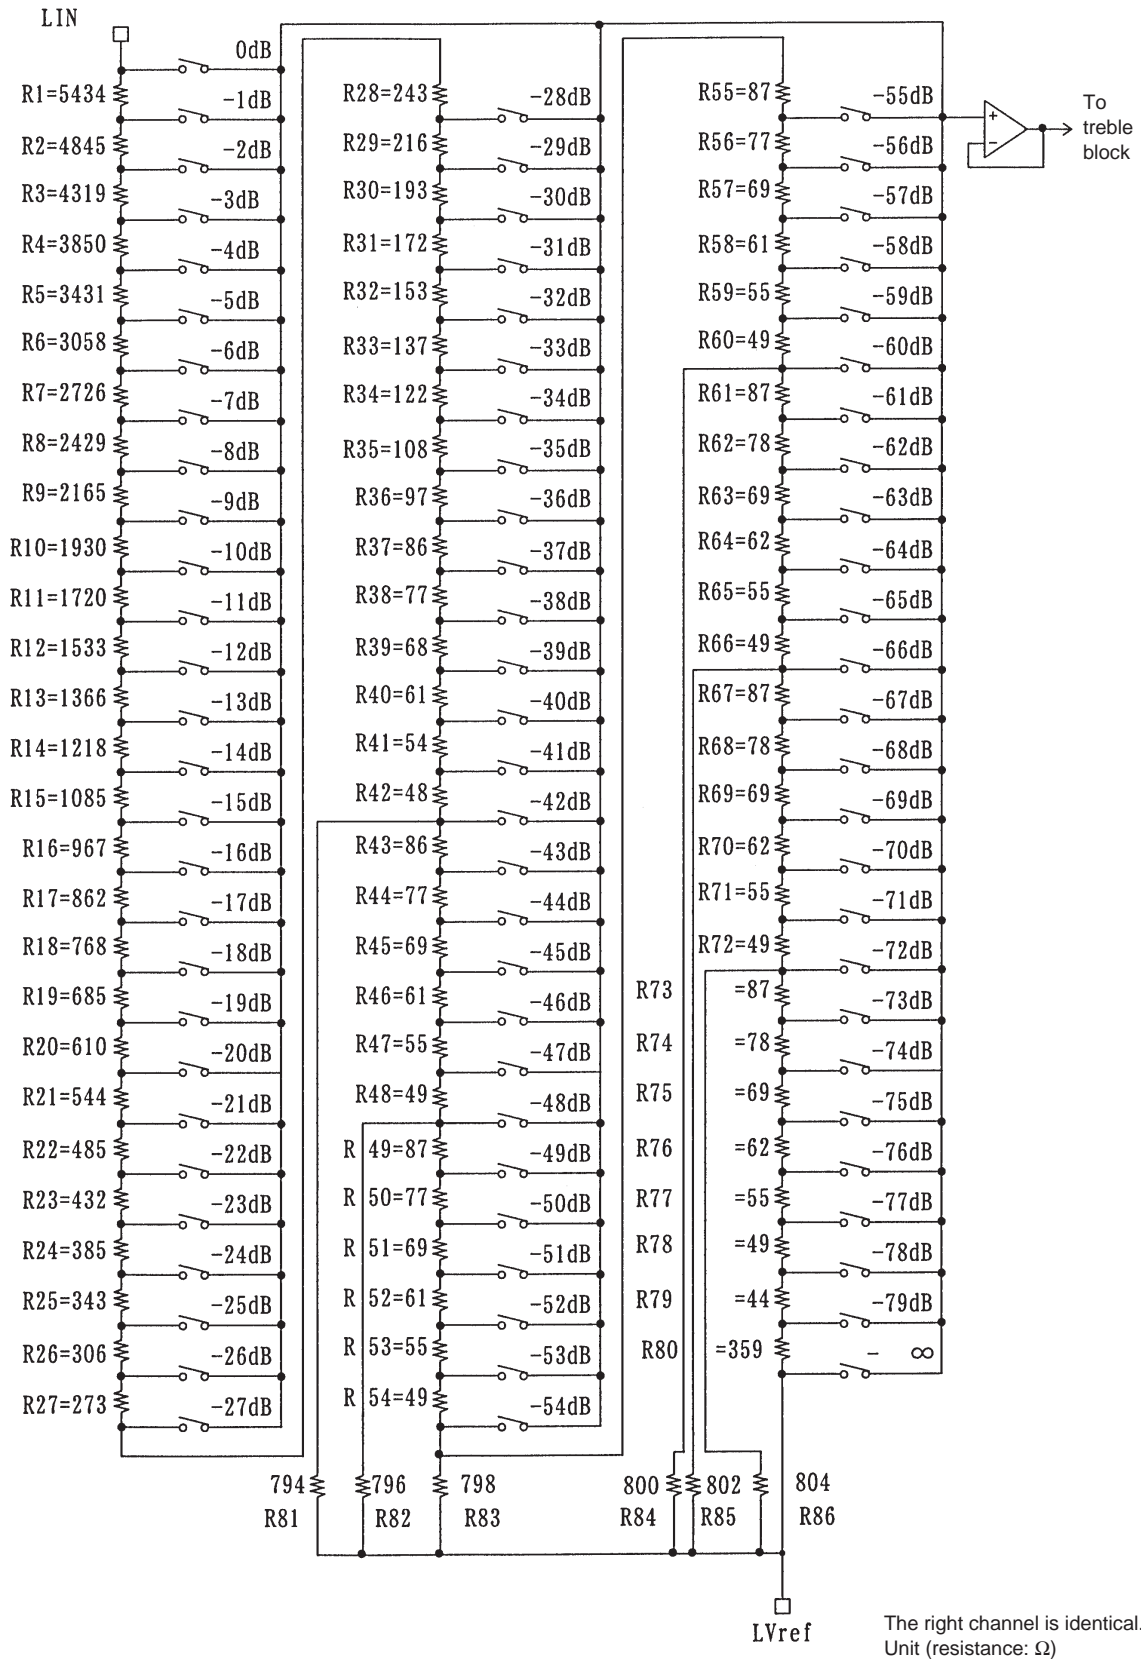 LIN
0dB
R1=5434
-1dB
R2=4845
-2dB
R3=4319
-3dB
R4=3850
-4dB
R5=3431
-5dB
R6=3058
-6dB
R7=2726
-7dB
R8=2429
-8dB
R9=2165
-9dB
R10=1930
-10dB
R11=1720
-11dB
R12=1533
-12dB
R13=1366
-13dB
R14=1218
-14dB
R15=1085
-15dB
R16=967
-16dB
R17=862
-17dB
R18=768
-18dB
R19=685
-19dB
R20=610
-20dB
R21=544
-21dB
R22=485
-22dB
R23=432
-23dB
R24=385
-24dB
R25=343
-25dB
R26=306
-26dB
R27=273
-27dB
R28=243
-28dB
R29=216
-29dB
R30=193
-30dB
R31=172
-31dB
R32=153
-32dB
R33=137
-33dB
R34=122
-34dB
R35=108
-35dB
R36=97
-36dB
R37=86
-37dB
R38=77
-38dB
R39=68
-39dB
R40=61
-40dB
R41=54
-41dB
R42=48
-42dB
R43=86
-43dB
R44=77
-44dB
R45=69
-45dB
R46=61
-46dB
R47=55
-47dB
R48=49
-48dB
R 49=87
-49dB
R 50=77
-50dB
R 51=69
-51dB
R 52=61
-52dB
R 53=55
-53dB
R 54=49
-54dB
R55=87
-55dB
R56=77
-56dB
R57=69
-57dB
R58=61
-58dB
R59=55
-59dB
R60=49
-60dB
R61=87
-61dB
R62=78
-62dB
R63=69
-63dB
R64=62
-64dB
R65=55
-65dB
R66=49
-66dB
R67=87
-67dB
R68=78
-68dB
R69=69
-69dB
R70=62
-70dB
R71=55
-71dB
R72=49
-72dB
R73 =87
-73dB
R74 =78
-74dB
R75 =69
-75dB
R76 =62
-76dB
R77 =55
-77dB
R78 =49
-78dB
R79 =44
-79dB
R80 =359
- ∞
+
-
To
treble
block
794
R81
796
R82
798
R83
800
R84
802
R85
804
R86
LVref
The right channel is identical.
Unit (resistance: Ω)